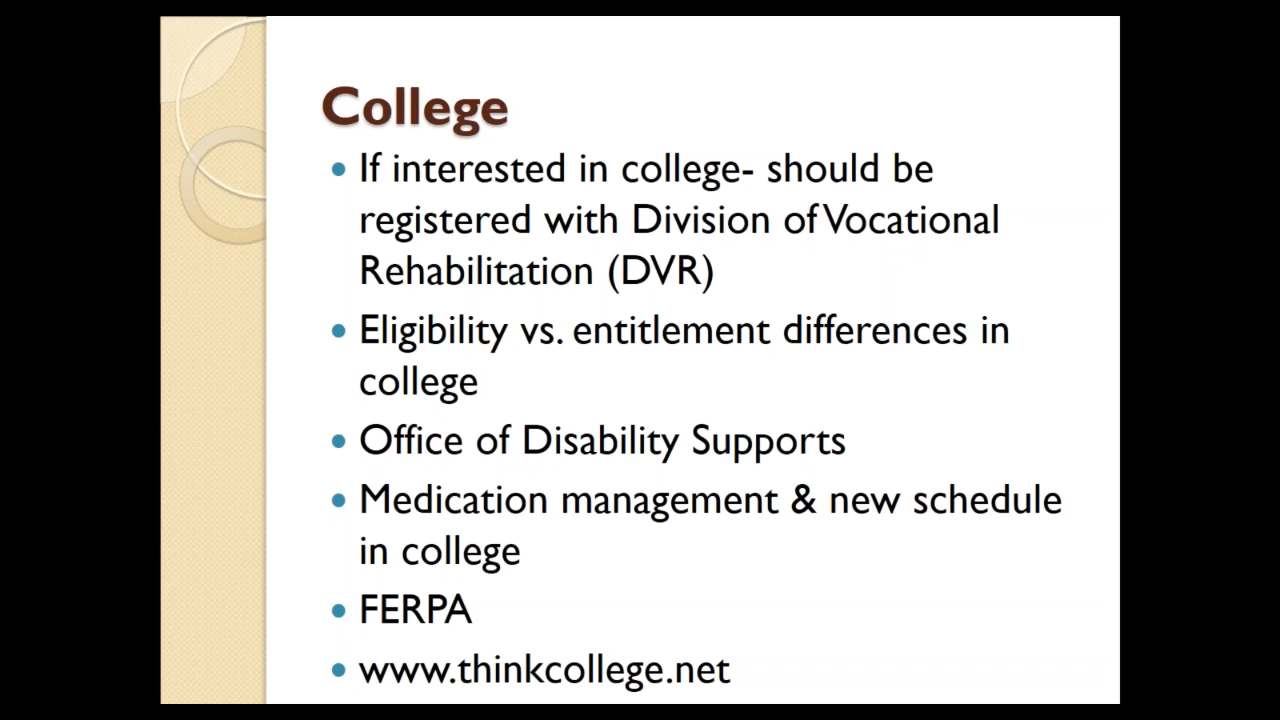 College
If interested in college- should be
registered with Division of Vocational
Rehabilitation (DVR)
Eligibility vs. entitlement differences in
college
Office of Disability Supports
Medication management & new schedule
in college
FERPA
www.thinkcollege.net